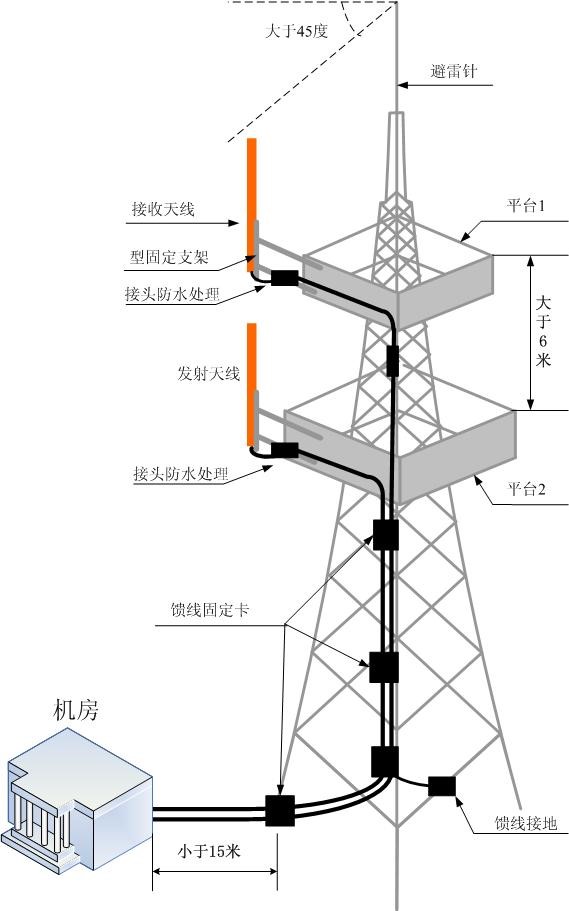 大于45度
避雷针
平台1
接收天线
型固定支架
接头防水处理
大于6米
发射天线
接头防水处理
平台2
馈线固定卡
机房
馈线接地
小于15米